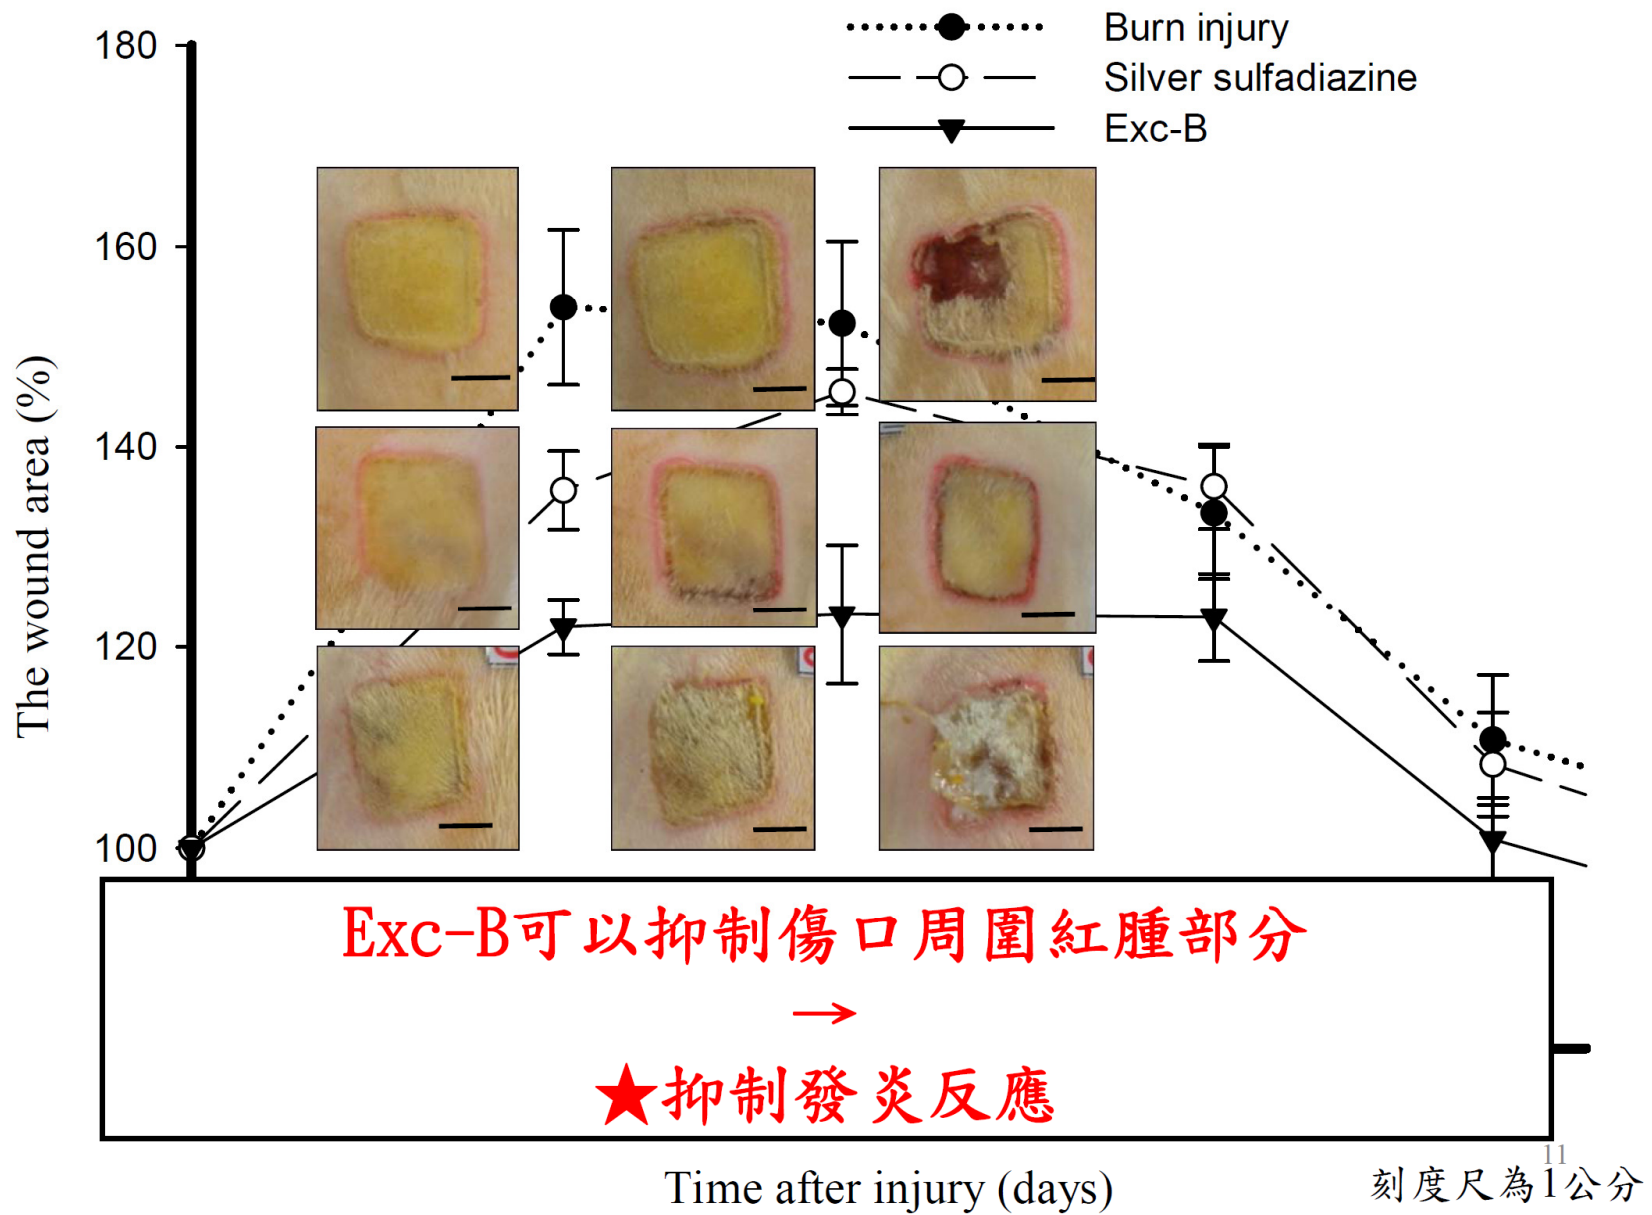 Burn injury
Silver sulfadiazine
Exc-B
180
160
140
120
100
The wound area (%)
Exc-B可以抑制傷口周圍紅腫部分
→
★抑制發炎反應
Time after injury (days)
11
刻度尺為1公分